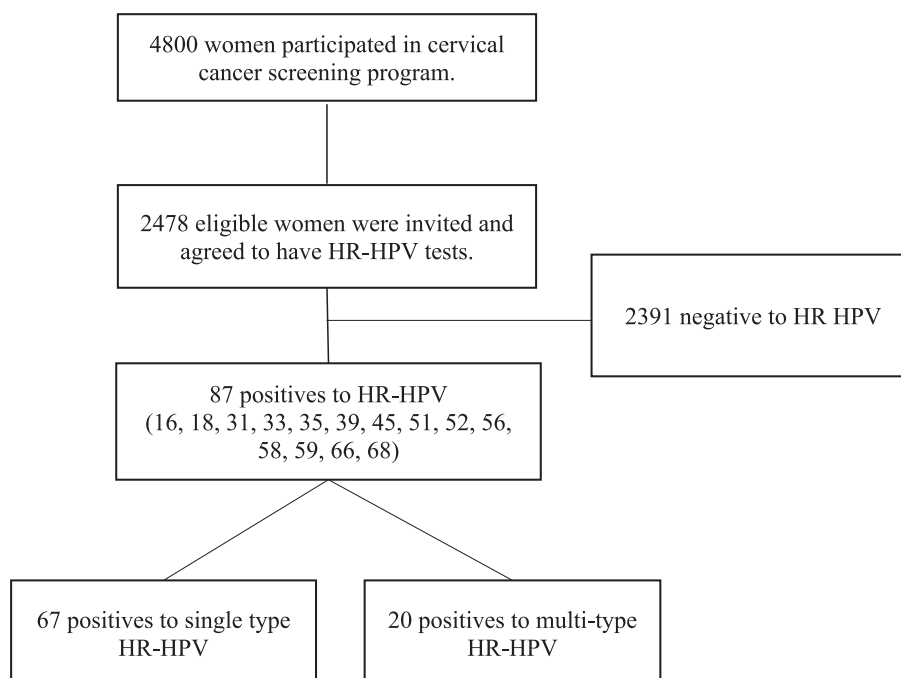 4800 women participated in cervical
cancer screening program.
2478 eligible women were invited and
agreed to have HR-HPV tests.
2391 negative to HR HPV
87 positives to HR-HPV
(16, 18, 31, 33, 35, 39, 45, 51, 52, 56,
58, 59, 66, 68)
67 positives to single type
HR-HPV
20 positives to multi-type
HR-HPV